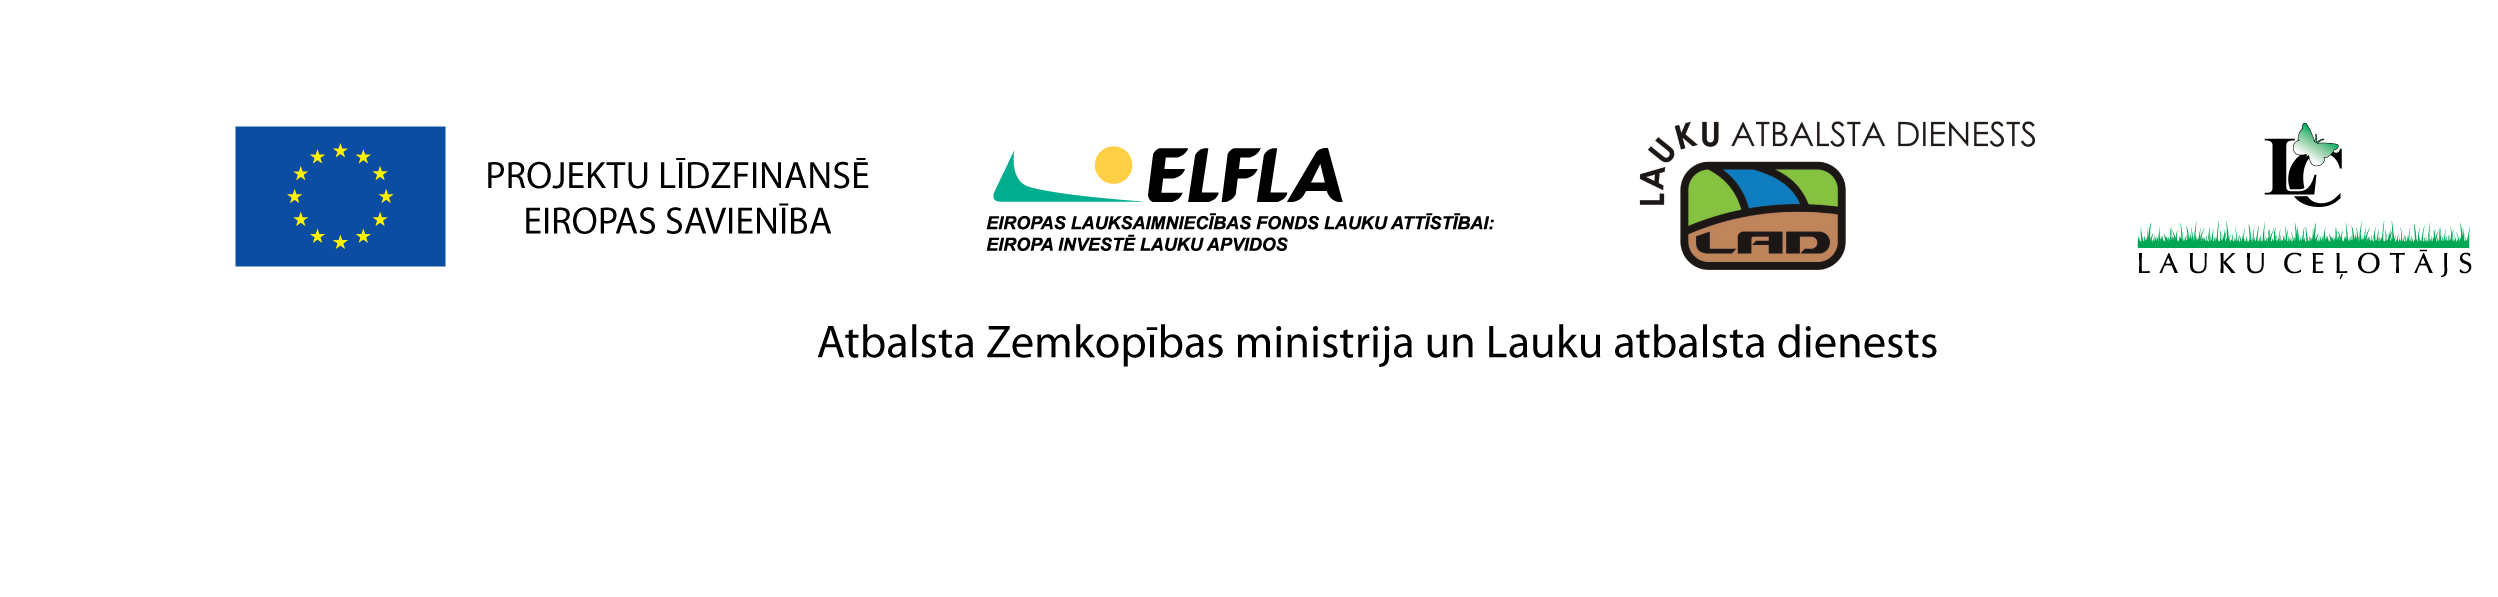 PROJEKTU LĪDZFINANSĒ
EIROPAS SAVIENĪBA
ELFLA
EIROPAS LAUKSAIMNIECĪBAS FONDS LAUKU ATTĪSTĪBAI:
EIROPA INVESTĒ LAUKU APVIDOS
LAUKU ATBALSTA DIENESTS
LAD
LC
LAUKU CEĻOTĀJS
Atbalsta Zemkopības ministrija un Lauku atbalsta dienests